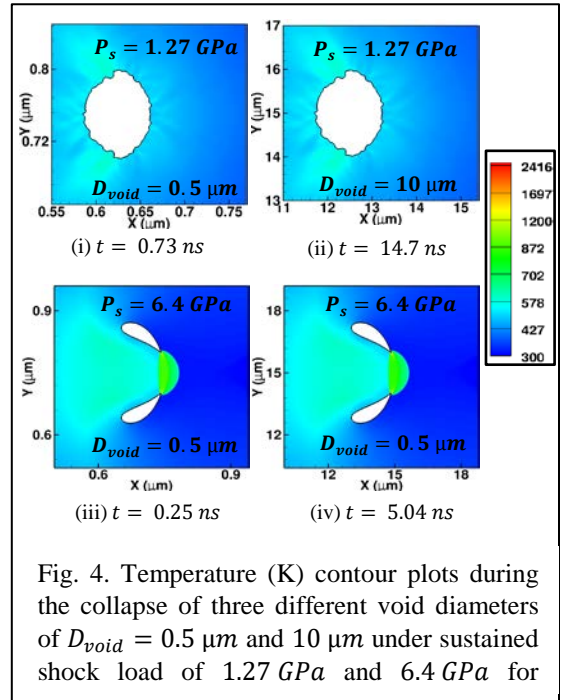 P_s = 1.27 GPa
0.8
Y (μm)
0.72
D_void = 0.5 μm
0.55 0.6 0.65 0.7 0.75
X (μm)
(i) t = 0.73 ns
17
P_s = 1.27 GPa
16
Y (μm)
15
14
D_void = 10 μm
13
11 12 13 14 15
X (μm)
(ii) t = 14.7 ns
2416
1697
1200
872
702
578
427
300
0.9
P_s = 6.4 GPa
Y (μm)
0.6
D_void = 0.5 μm
0.6 0.9
X (μm)
(iii) t = 0.25 ns
18
P_s = 6.4 GPa
Y (μm)
15
12
D_void = 0.5 μm
12 15 18
X (μm)
(iv) t = 5.04 ns
Fig. 4. Temperature (K) contour plots during
the collapse of three different void diameters
of D_void = 0.5 μm and 10 μm under sustained
shock load of 1.27 GPa and 6.4 GPa for